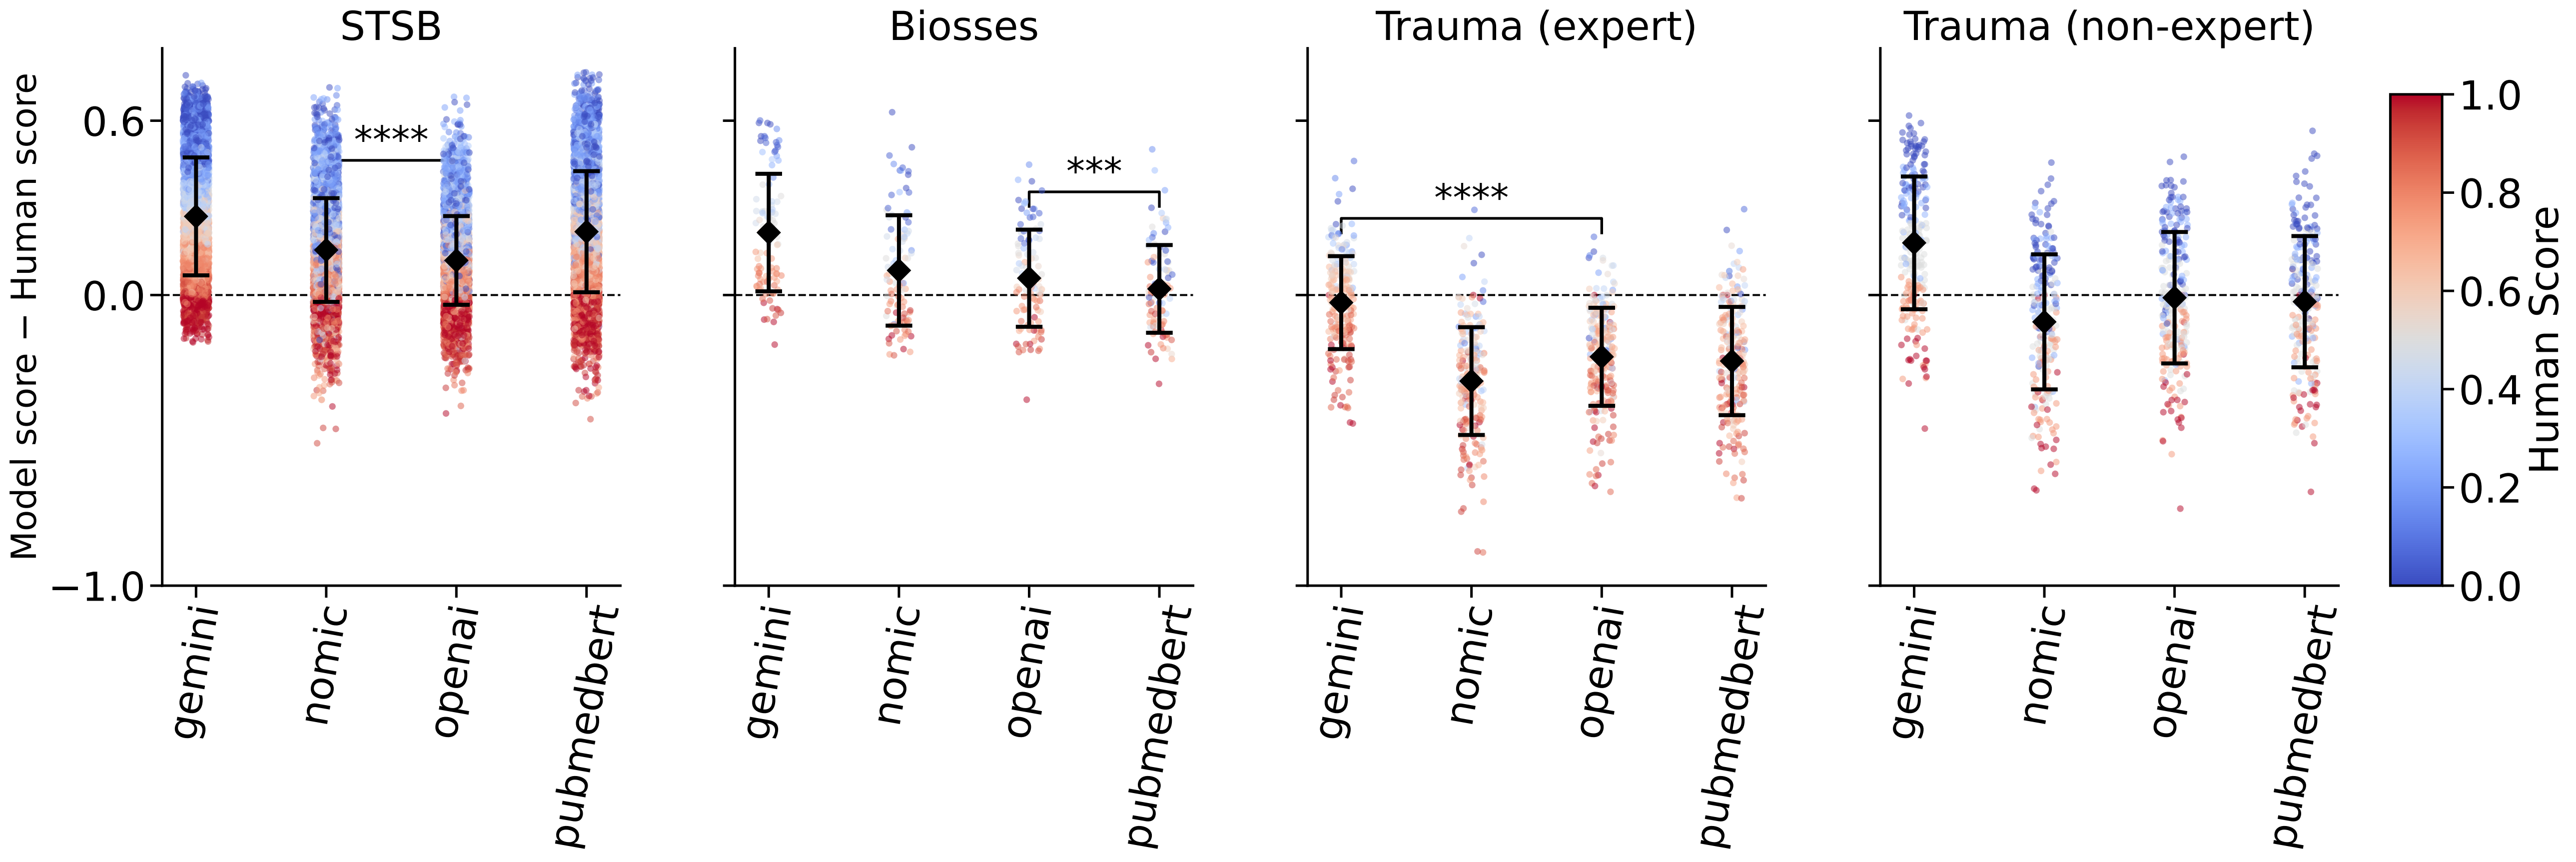 STSB
Biosses
Trauma (expert)
Trauma (non-expert)
Model score − Human score
0.6
0.0
−1.0
****
***
****
gemini
nomic
openai
pubmedbert
gemini
nomic
openai
pubmedbert
gemini
nomic
openai
pubmedbert
gemini
nomic
openai
pubmedbert
1.0
0.8
0.6
0.4
0.2
0.0
Human Score